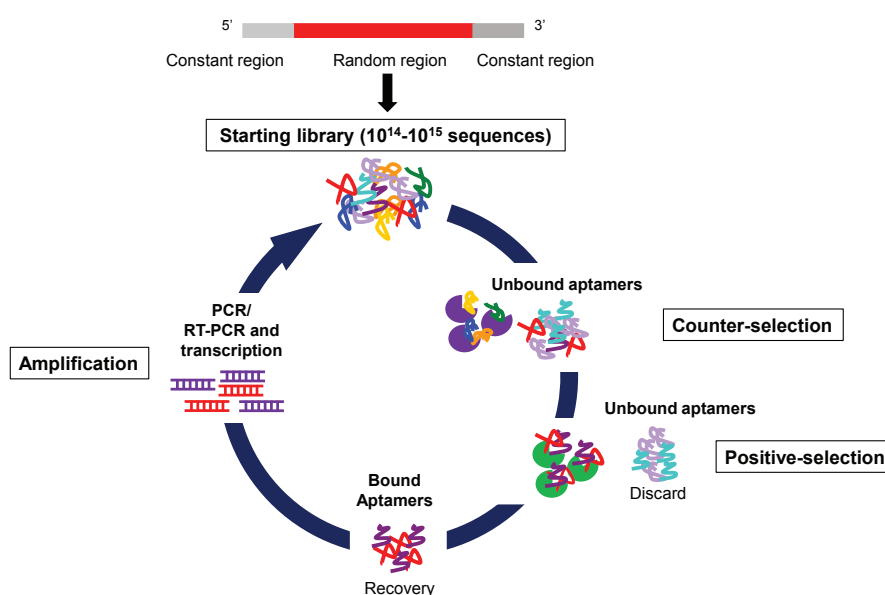 5’ 3’
Constant region Random region Constant region
Starting library (10¹⁴-10¹⁵ sequences)
Unbound aptamers
Counter-selection
PCR/
RT-PCR and
transcription
Amplification
Unbound aptamers
Positive-selection
Discard
Bound
Aptamers
Recovery